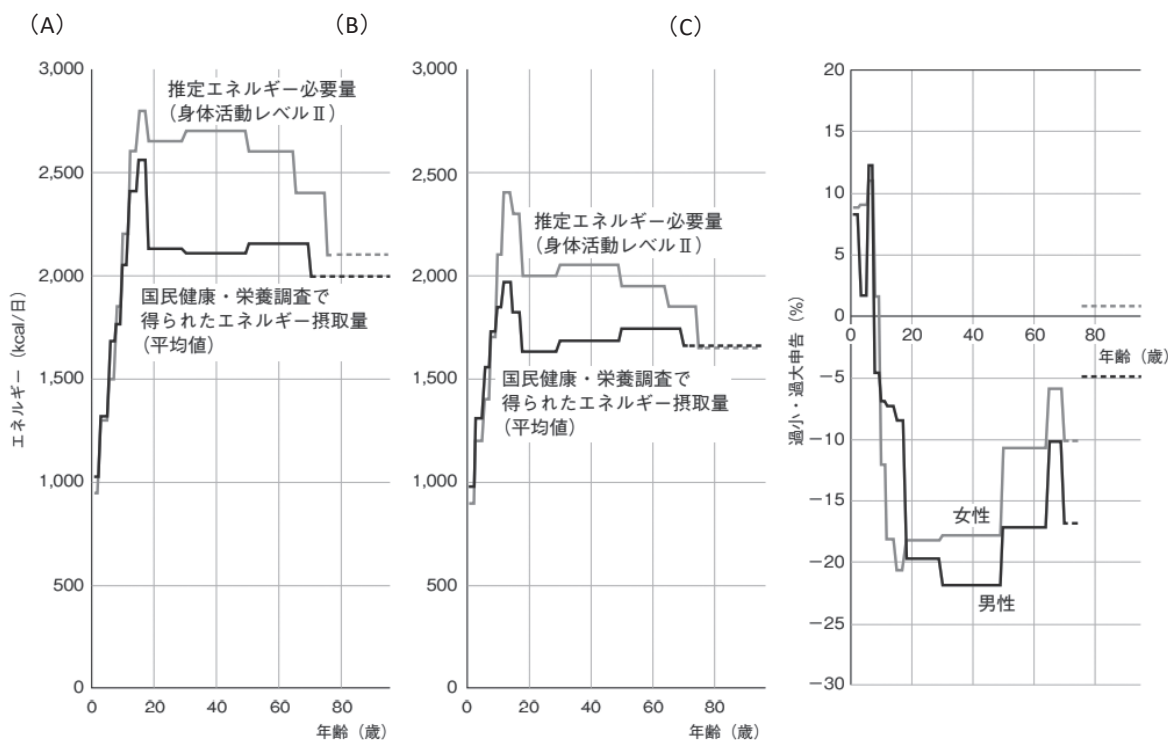 (A)
(B)
(C)
3,000
2,500
2,000
1,500
1,000
500
0
エネルギー (kcal/日)
推定エネルギー必要量
(身体活動レベルⅡ)
国民健康・栄養調査で
得られたエネルギー摂取量
(平均値)
0
20
40
60
80
年齢(歳)
3,000
2,500
2,000
1,500
1,000
500
0
推定エネルギー必要量
(身体活動レベルⅡ)
国民健康・栄養調査で
得られたエネルギー摂取量
(平均値)
0
20
40
60
80
年齢(歳)
20
15
10
5
0
-5
-10
-15
-20
-25
-30
過小・過大申告 (%)
0
20
40
60
80
年齢(歳)
女性
男性